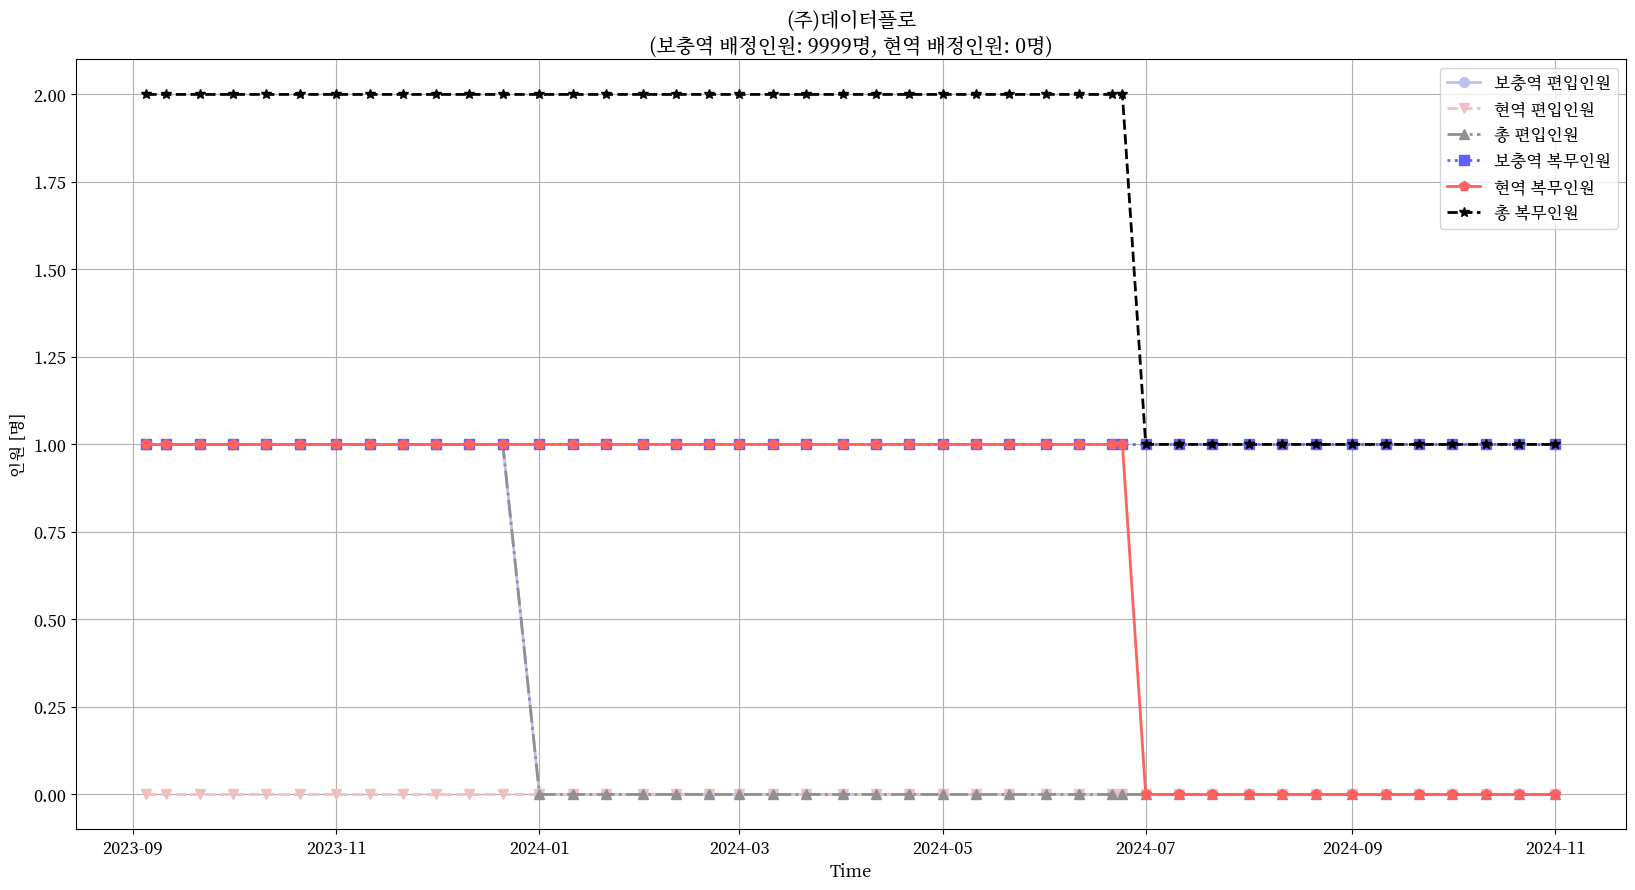 (주)데이터플로
(보충역 배정인원: 9999명, 현역 배정인원: 0명)
보충역 편입인원
현역 편입인원
총 편입인원
보충역 복무인원
현역 복무인원
총 복무인원
인원 [명]
2.00
1.75
1.50
1.25
1.00
0.75
0.50
0.25
0.00
2023-09
2023-11
2024-01
2024-03
2024-05
2024-07
2024-09
2024-11
Time